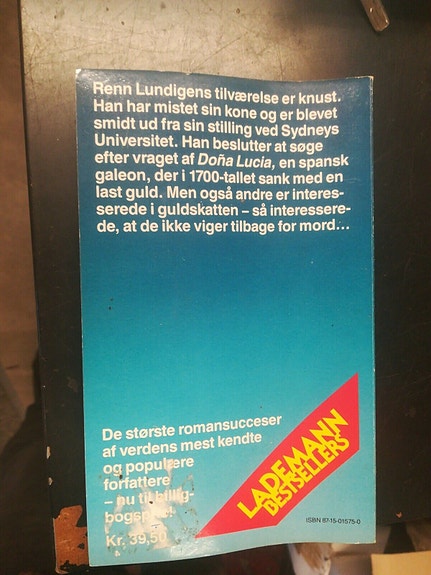 Renn Lundigens tilværelse er knust.
Han har mistet sin kone og er blevet
smidt ud fra sin stilling ved Sydneys
Universitet. Han beslutter at søge
efter vraget af Doña Lucia, en spansk
galeon, der i 1700-tallet sank med en
last guld. Men også andre er interes-
serede i guldskatten – så interessere-
de, at de ikke viger tilbage for mord...
De største romansucceser
af verdens mest kendte
og populære
forfattere
– nu til billig-
Kr. 39,50
LADEMANN
BESTSELLERS
ISBN 87-15-01575-0